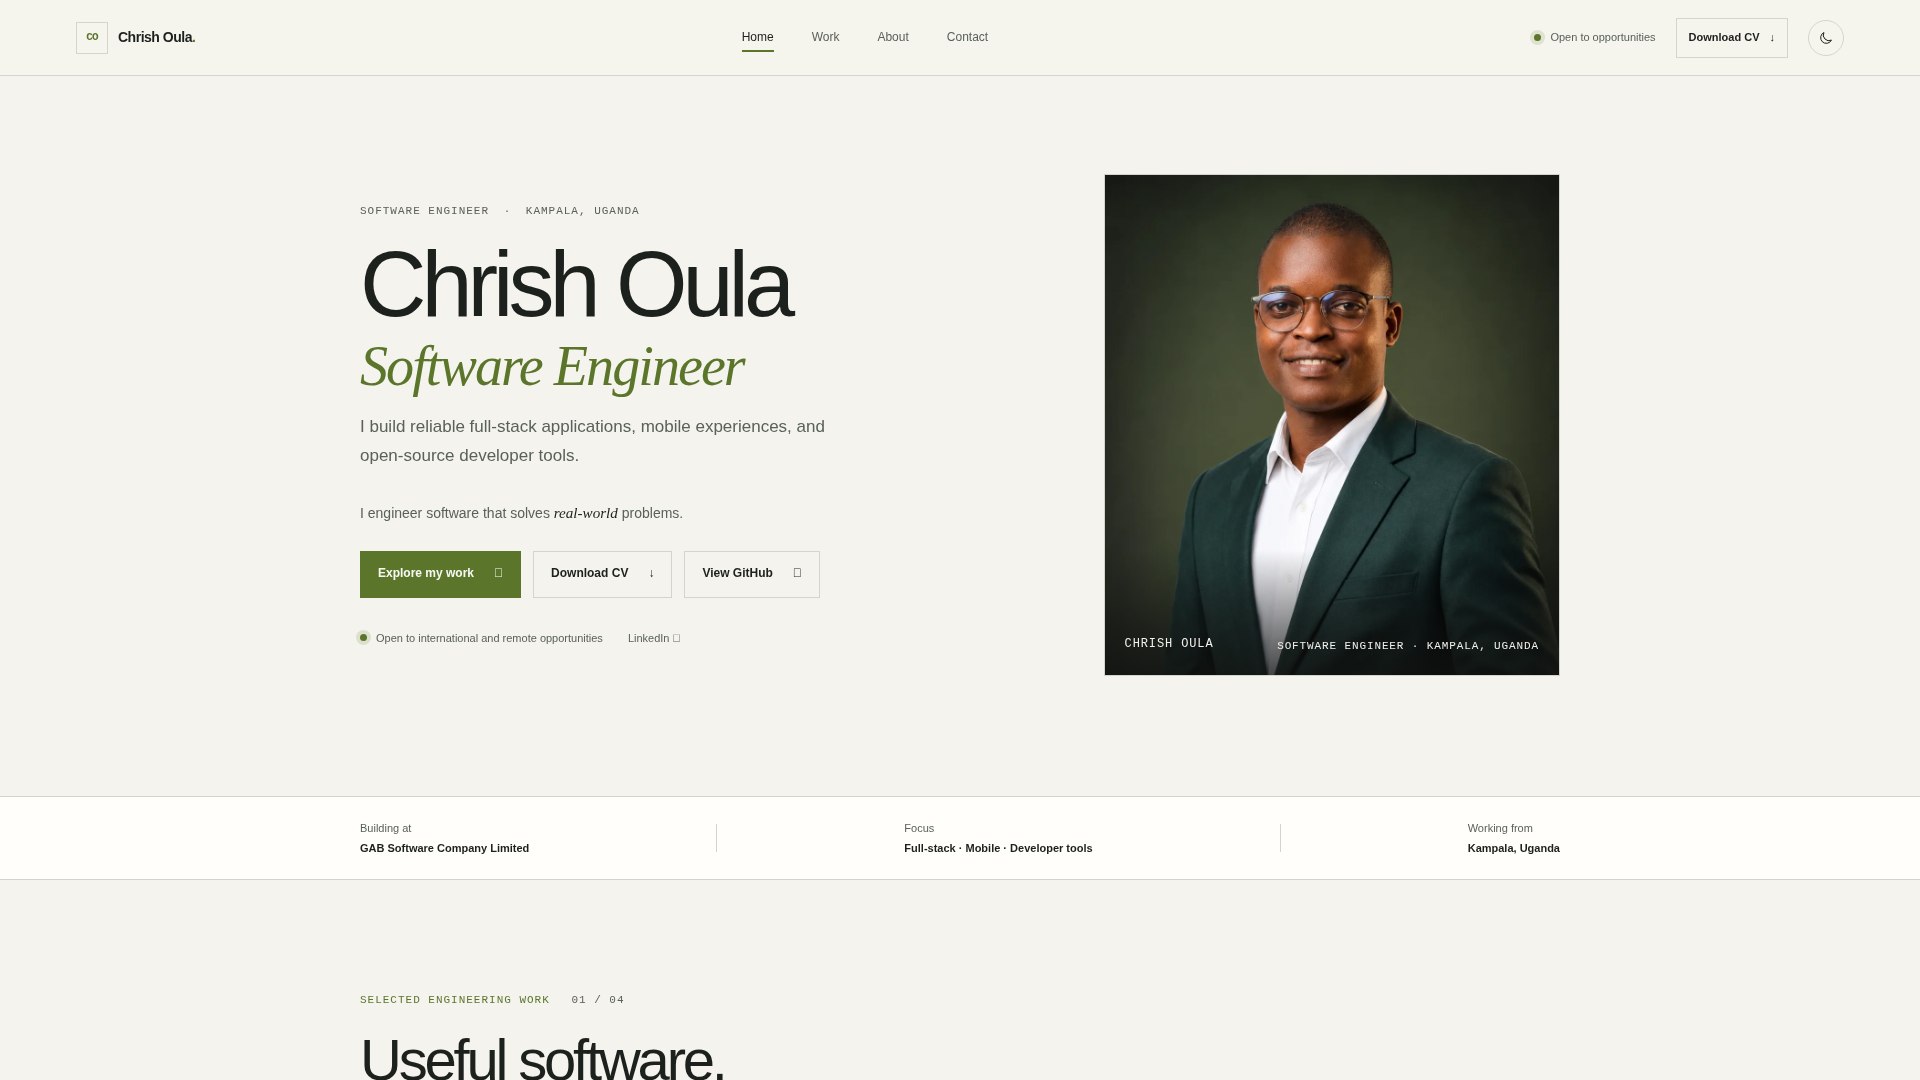 CO
Chrish Oula.
Home
Work
About
Contact
Open to opportunities
Download CV ↓
SOFTWARE ENGINEER · KAMPALA, UGANDA
Chrish Oula
Software Engineer
I build reliable full-stack applications, mobile experiences, and
open-source developer tools.
I engineer software that solves real-world problems.
Explore my work
Download CV ↓
View GitHub
Open to international and remote opportunities
LinkedIn
CHRISH OULA
SOFTWARE ENGINEER · KAMPALA, UGANDA
Building at
GAB Software Company Limited
Focus
Full-stack · Mobile · Developer tools
Working from
Kampala, Uganda
SELECTED ENGINEERING WORK 01 / 04
Useful software.